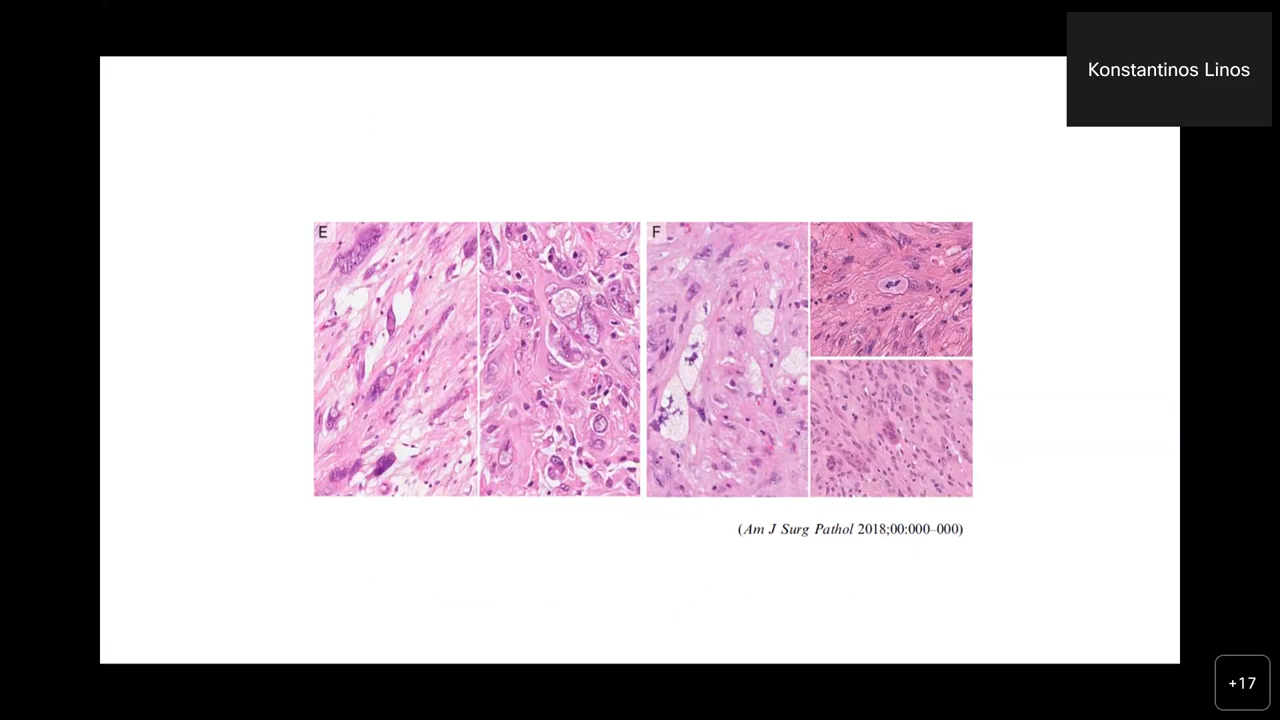 Konstantinos Linos
E
F
(Am J Surg Pathol 2018;00:000–000)
+17